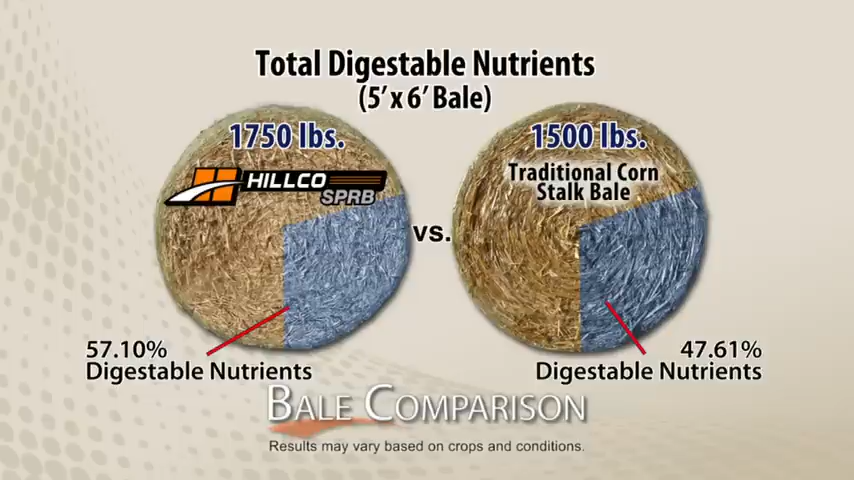 Total Digestable Nutrients
(5' x 6' Bale)
1750 lbs.
HILLCO
SPRB
vs.
1500 lbs.
Traditional Corn
Stalk Bale
57.10%
Digestable Nutrients
47.61%
Digestable Nutrients
BALE COMPARISON
Results may vary based on crops and conditions.